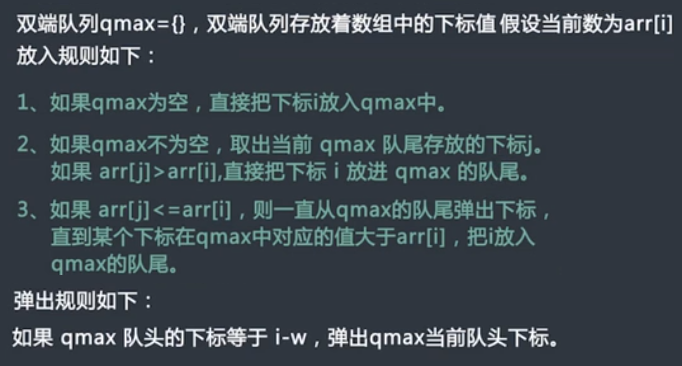 双端队列qmax={}，双端队列存放着数组中的下标值 假设当前数为arr[i]
放入规则如下：
1、如果qmax为空，直接把下标i放入qmax中。
2、如果qmax不为空，取出当前 qmax 队尾存放的下标j。
如果 arr[j]>arr[i],直接把下标 i 放进 qmax 的队尾。
3、如果 arr[j]<=arr[i]，则一直从qmax的队尾弹出下标，
直到某个下标在qmax中对应的值大于arr[i]，把i放入
qmax的队尾。
弹出规则如下：
如果 qmax 队头的下标等于 i-w，弹出qmax当前队头下标。